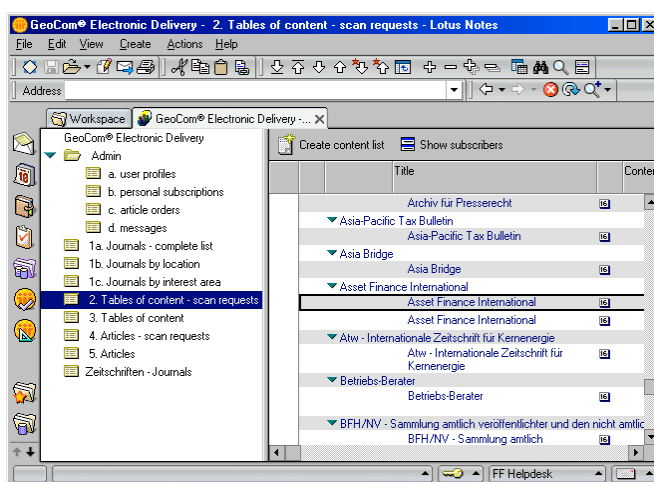 GeoCom® Electronic Delivery - 2. Tables of content - scan requests - Lotus Notes
File Edit View Create Actions Help
Address
Workspace GeoCom® Electronic Delivery -...
GeoCom® Electronic Delivery
Admin
a. user profiles
b. personal subscriptions
c. article orders
d. messages
1a. Journals - complete list
1b. Journals by location
1c. Journals by interest area
2. Tables of content - scan requests
3. Tables of content
4. Articles - scan requests
5. Articles
Zeitschriften - Journals
Create content list Show subscribers
Title Conte
Archiv für Presserecht
Asia-Pacific Tax Bulletin
Asia-Pacific Tax Bulletin
Asia Bridge
Asia Bridge
Asset Finance International
Asset Finance International
Asset Finance International
Atw - Internationale Zeitschrift für Kernenergie
Atw - Internationale Zeitschrift für
Kernenergie
Betriebs-Berater
Betriebs-Berater
BFH/NV - Sammlung amtlich veröffentlichter und den nicht amtlic
BFH/NV - Sammlung amtlich
FF Helpdesk